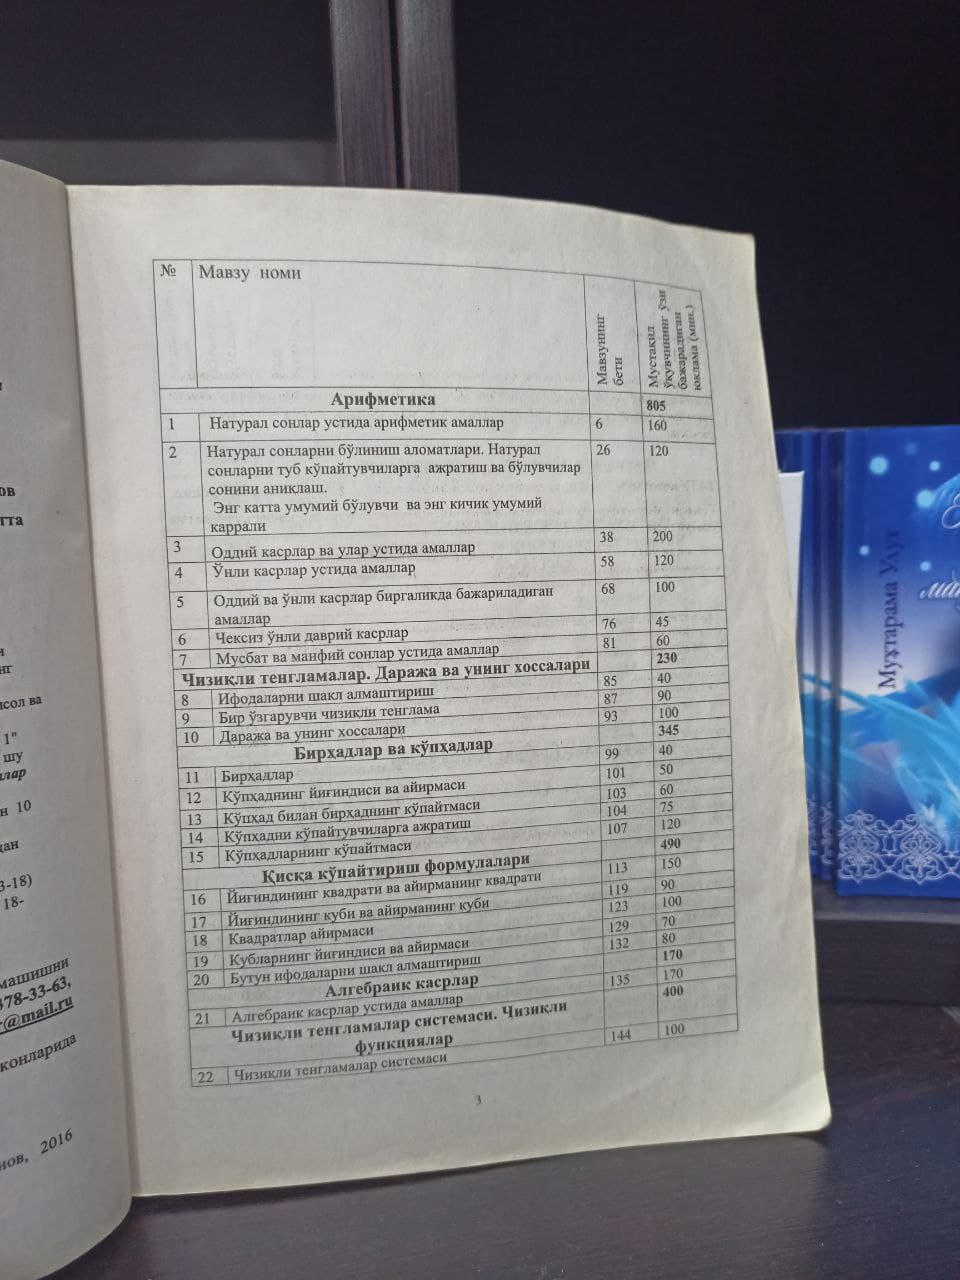 № Мавзу номи Мавзунинг бети Мустақил ўқувчининг ўзи бажарадиган юклама (мин.)
Арифметика 805
1 Натурал сонлар устида арифметик амаллар 6 160
2 Натурал сонларни бўлиниш аломатлари. Натурал 26 120
сонларни туб кўпайтувчиларга ажратиш ва бўлувчилар
сонини аниқлаш.
Энг катта умумий бўлувчи ва энг кичик умумий
каррали
3 Оддий касрлар ва улар устида амаллар 38 200
4 Ўнли касрлар устида амаллар 58 120
5 Оддий ва ўнли касрлар биргаликда бажариладиган 68 100
амаллар
6 Чексиз ўнли даврий касрлар 76 45
7 Мусбат ва манфий сонлар устида амаллар 81 60
Чизиқли тенгламалар. Даража ва унинг хоссалари 230
8 Ифодаларни шакл алмаштириш 85 40
9 Бир ўзгарувчи чизиқли тенглама 87 90
10 Даража ва унинг хоссалари 93 100
Бирҳадлар ва кўпҳадлар 345
11 Бирҳадлар 99 40
12 Кўпҳаднинг йиғиндиси ва айирмаси 101 50
13 Кўпҳад билан бирҳаднинг кўпайтмаси 103 60
14 Кўпҳадни кўпайтувчиларга ажратиш 104 75
15 Кўпҳадларнинг кўпайтмаси 107 120
Қисқа кўпайтириш формулалари 490
16 Йиғиндининг квадрати ва айирманинг квадрати 113 150
17 Йиғиндининг куби ва айирманинг куби 119 90
18 Квадратлар айирмаси 123 100
19 Кубларнинг йиғиндиси ва айирмаси 129 70
20 Бутун ифодаларни шакл алмаштириш 132 80
Алгебраик касрлар 170
21 Алгебраик касрлар устида амаллар 135 170
Чизиқли тенгламалар системаси. Чизиқли 400
функциялар
22 Чизиқли тенгламалар системаси 144 100
3
ов
тта
нг
сол ва
1"
шу
лар
н 10
дан
3-18)
18-
машишни
378-33-63,
r@mail.ru
конларида
нов, 2016
Муҳтарама Улуғ